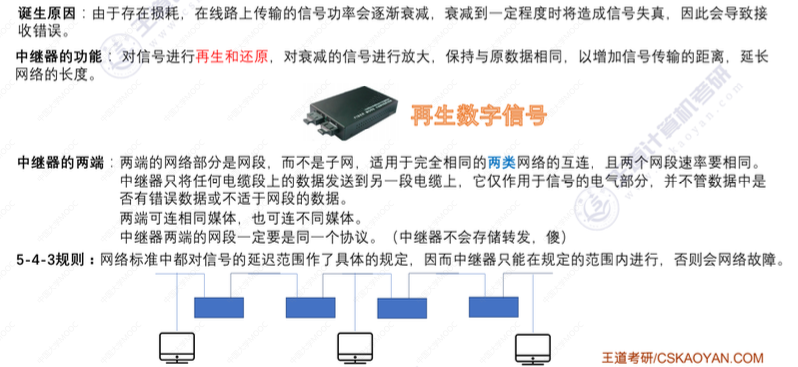 诞生原因：由于存在损耗，在线路上传输的信号功率会逐渐衰减，衰减到一定程度时将造成信号失真，因此会导致接
收错误。
中继器的功能：对信号进行再生和还原，对衰减的信号进行放大，保持与原数据相同，以增加信号传输的距离，延长
网络的长度。
再生数字信号
中继器的两端：两端的网络部分是网段，而不是子网，适用于完全相同的两类网络的互连，且两个网段速率要相同。
中继器只将任何电缆段上的数据发送到另一段电缆上，它仅作用于信号的电气部分，并不管数据中是
否有错误数据或不适于网段的数据。
两端可连相同媒体，也可连不同媒体。
中继器两端的网段一定要是同一个协议。（中继器不会存储转发，傻）
5-4-3规则：网络标准中都对信号的延迟范围作了具体的规定，因而中继器只能在规定的范围内进行，否则会网络故障。
王道考研/CSKAOYAN.COM